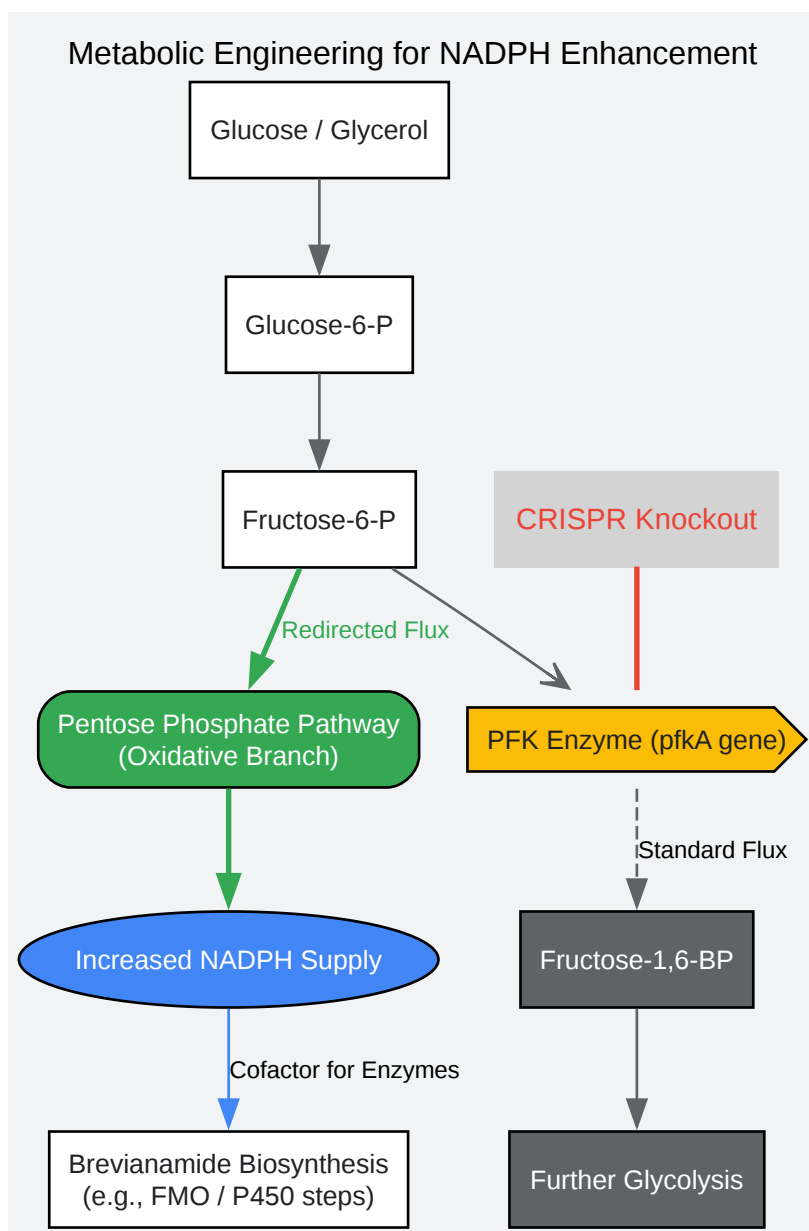 Metabolic Engineering for NADPH Enhancement
Glucose / Glycerol
Glucose-6-P
Fructose-6-P
CRISPR Knockout
Redirected Flux
Pentose Phosphate Pathway
(Oxidative Branch)
PFK Enzyme (pfkA gene)
Standard Flux
Increased NADPH Supply
Fructose-1,6-BP
Cofactor for Enzymes
Brevianamide Biosynthesis
(e.g., FMO / P450 steps)
Further Glycolysis